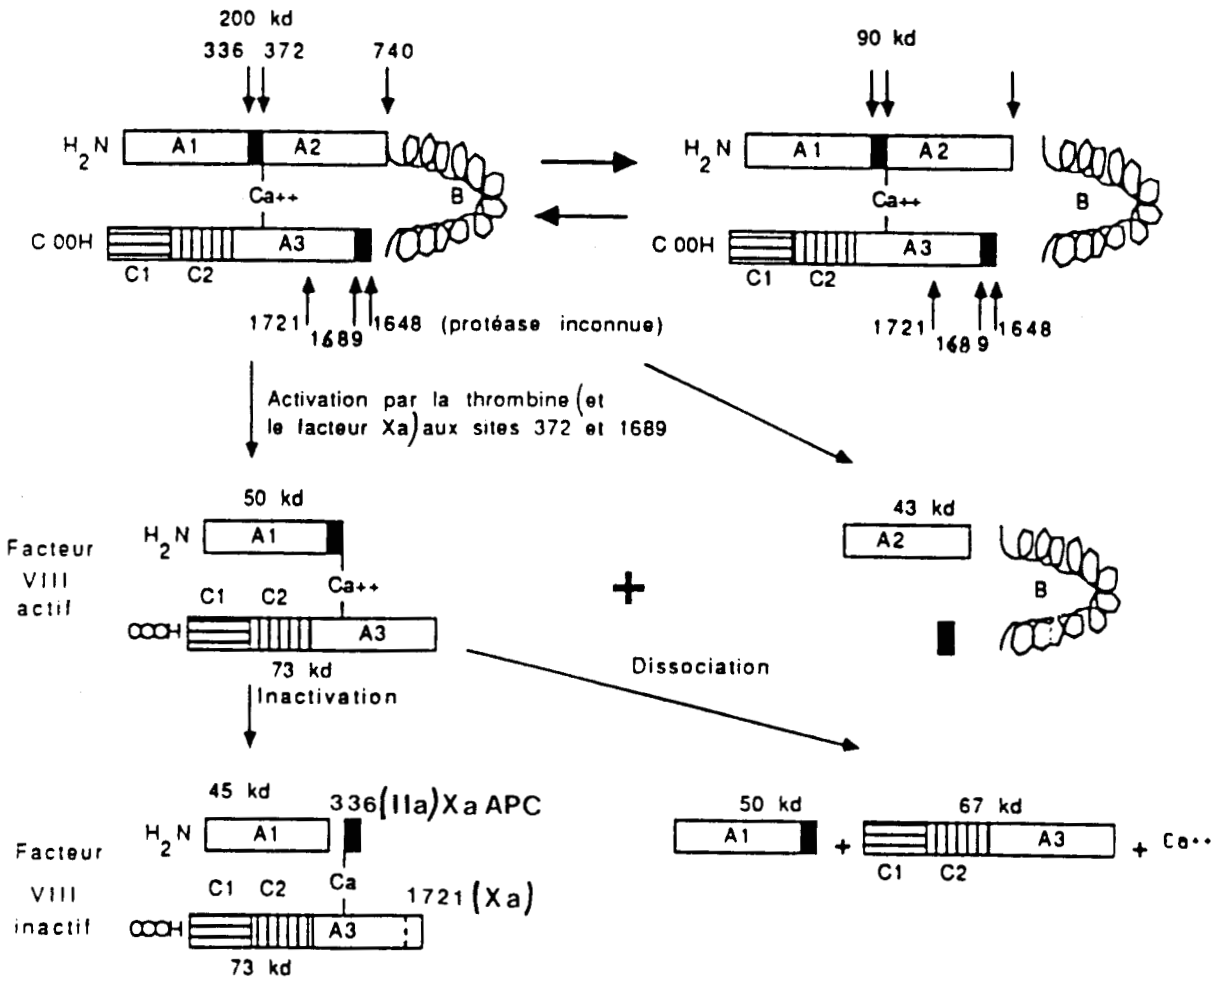 200 kd
336 372 740
90 kd
H2N A1 A2
H2N A1 A2
Ca++ B
Ca++ B
COOH A3
COOH A3
C1 C2
C1 C2
1721 1689 1648 (protéase inconnue)
1721 1689 1648
Activation par la thrombine (et
le facteur Xa) aux sites 372 et 1689
50 kd
43 kd
H2N A1
A2
Facteur
VIII
actif
Ca++
+
B
C1 C2
COOH A3
73 kd
Dissociation
Inactivation
45 kd
336 (IIa) Xa APC
50 kd 67 kd
H2N A1
A1 + A3 + Ca++
C1 C2
Facteur
VIII
inactif
C1 C2 Ca 1721 (Xa)
COOH A3
73 kd